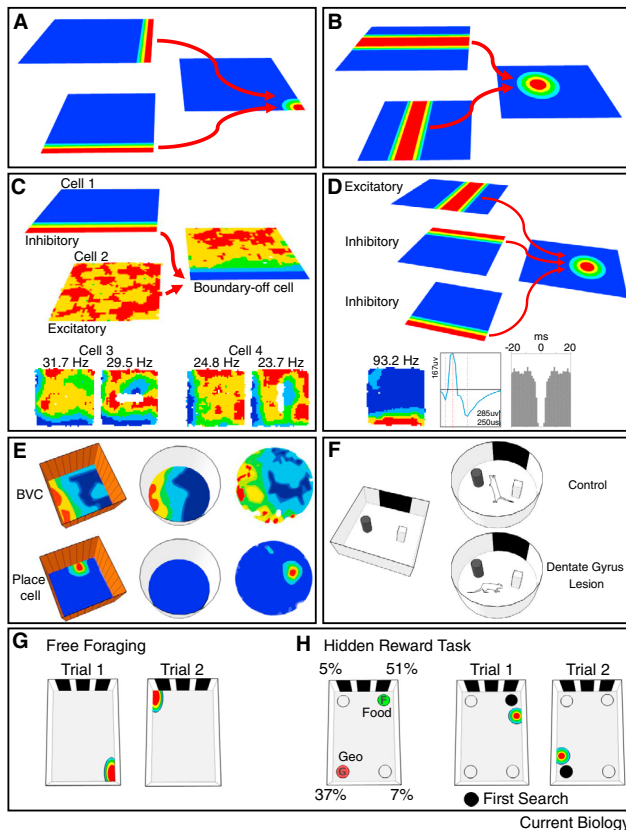 A
B
C
Cell 1
Inhibitory
Cell 2
Excitatory
Boundary-off cell
Cell 3
31.7 Hz 29.5 Hz
Cell 4
24.8 Hz 23.7 Hz
D
Excitatory
Inhibitory
Inhibitory
93.2 Hz
167uv
285uv
250us
ms
-20 0 20
E
BVC
Place
cell
F
Control
Dentate Gyrus
Lesion
G Free Foraging
Trial 1 Trial 2
H Hidden Reward Task
5% 51%
F
Food
Geo
G
37% 7%
Trial 1 Trial 2
First Search
Current Biology